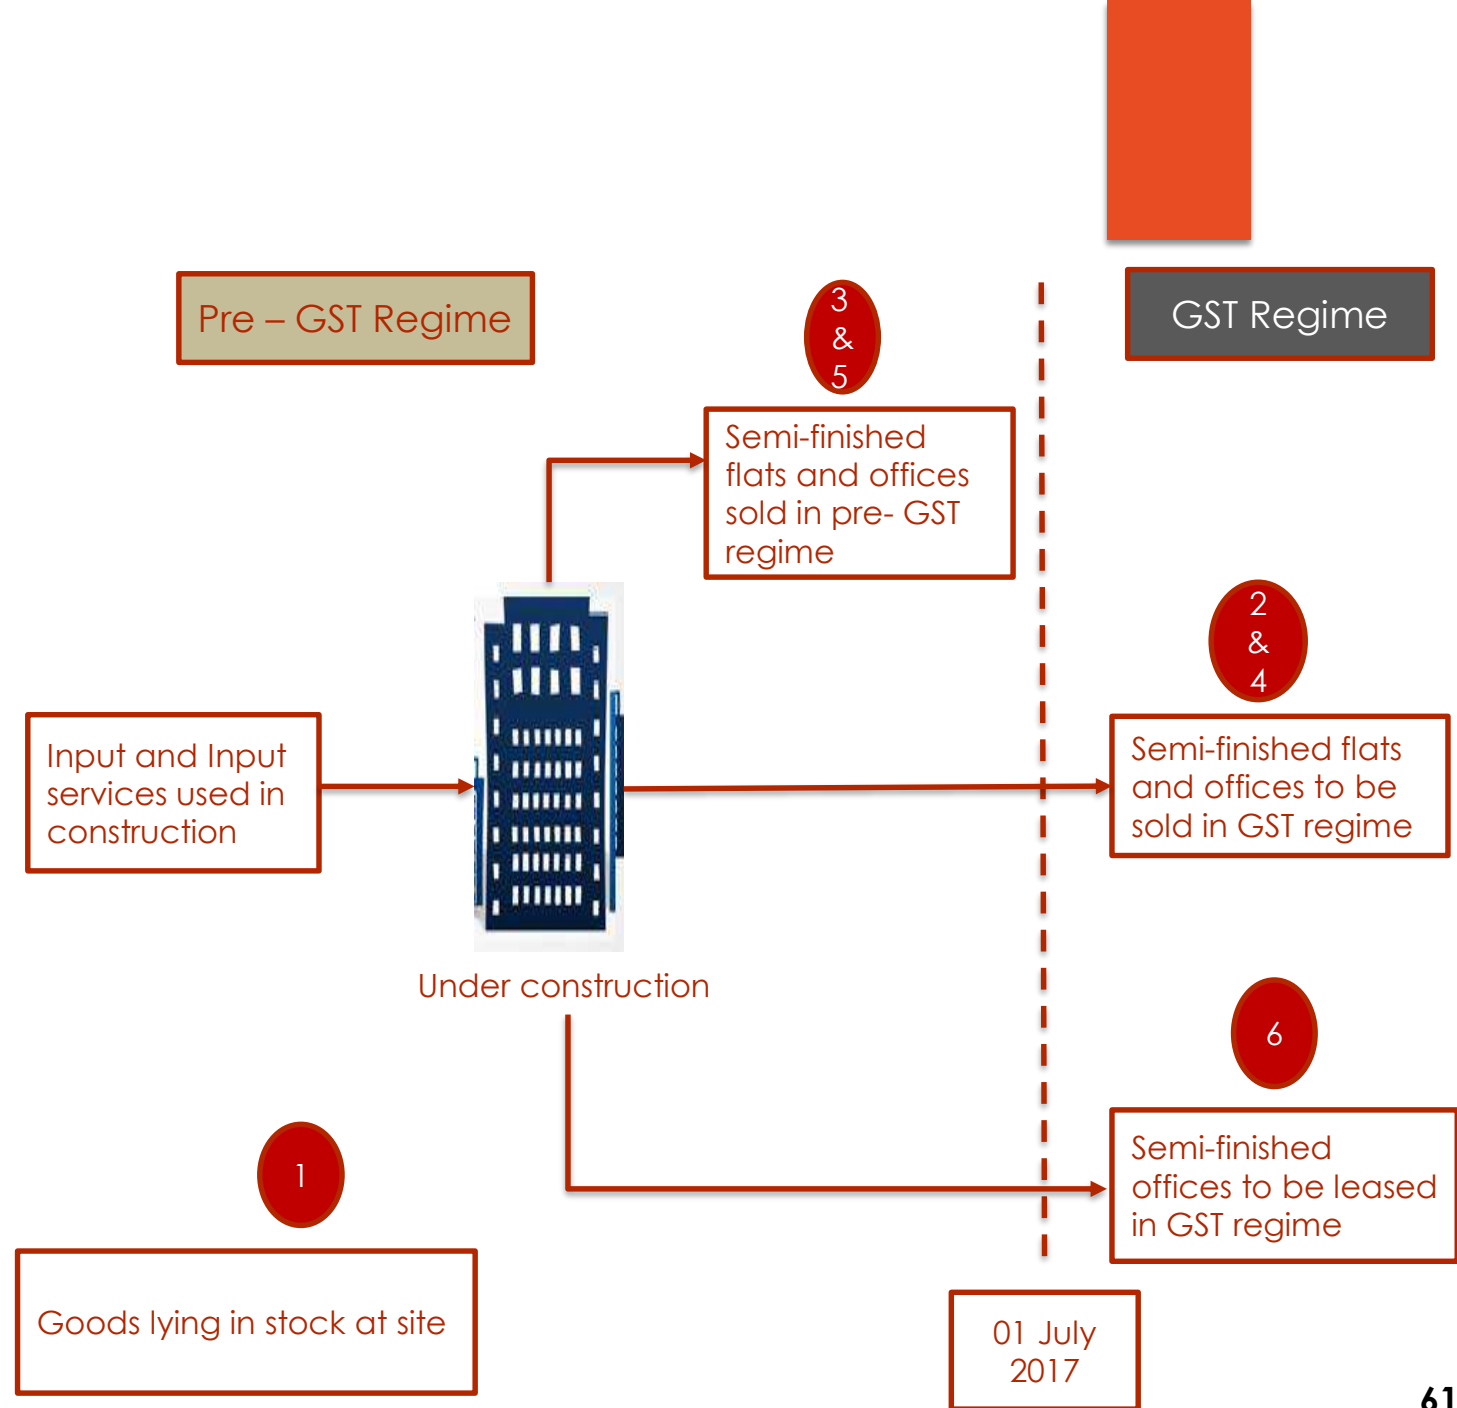 Pre – GST Regime
GST Regime
3
&
5
Semi-finished
flats and offices
sold in pre- GST
regime
2
&
4
Input and Input
services used in
construction
Semi-finished flats
and offices to be
sold in GST regime
Under construction
6
1
Semi-finished
offices to be leased
in GST regime
Goods lying in stock at site
01 July
2017
61